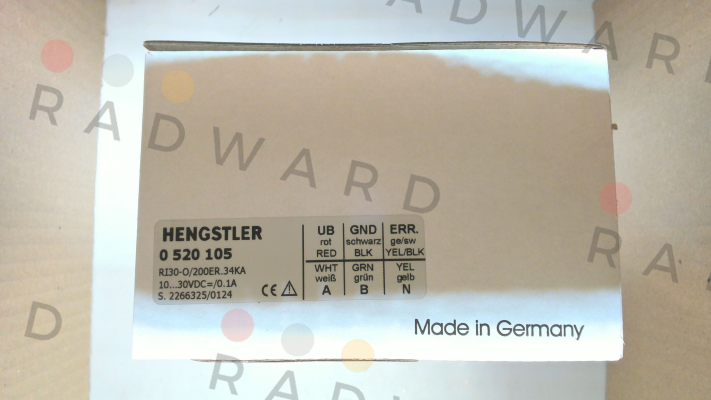 RADWARD
RADWARD
HENGSTLER
0 520 105
RI30-O/200ER.34KA
10...30VDC=/0.1A
S. 2266325/0124
CE
UB GND ERR.
rot schwarz ge/sw
RED BLK YEL/BLK
WHT GRN YEL
weiß grün gelb
A B N
Made in Germany
D
RADWARD